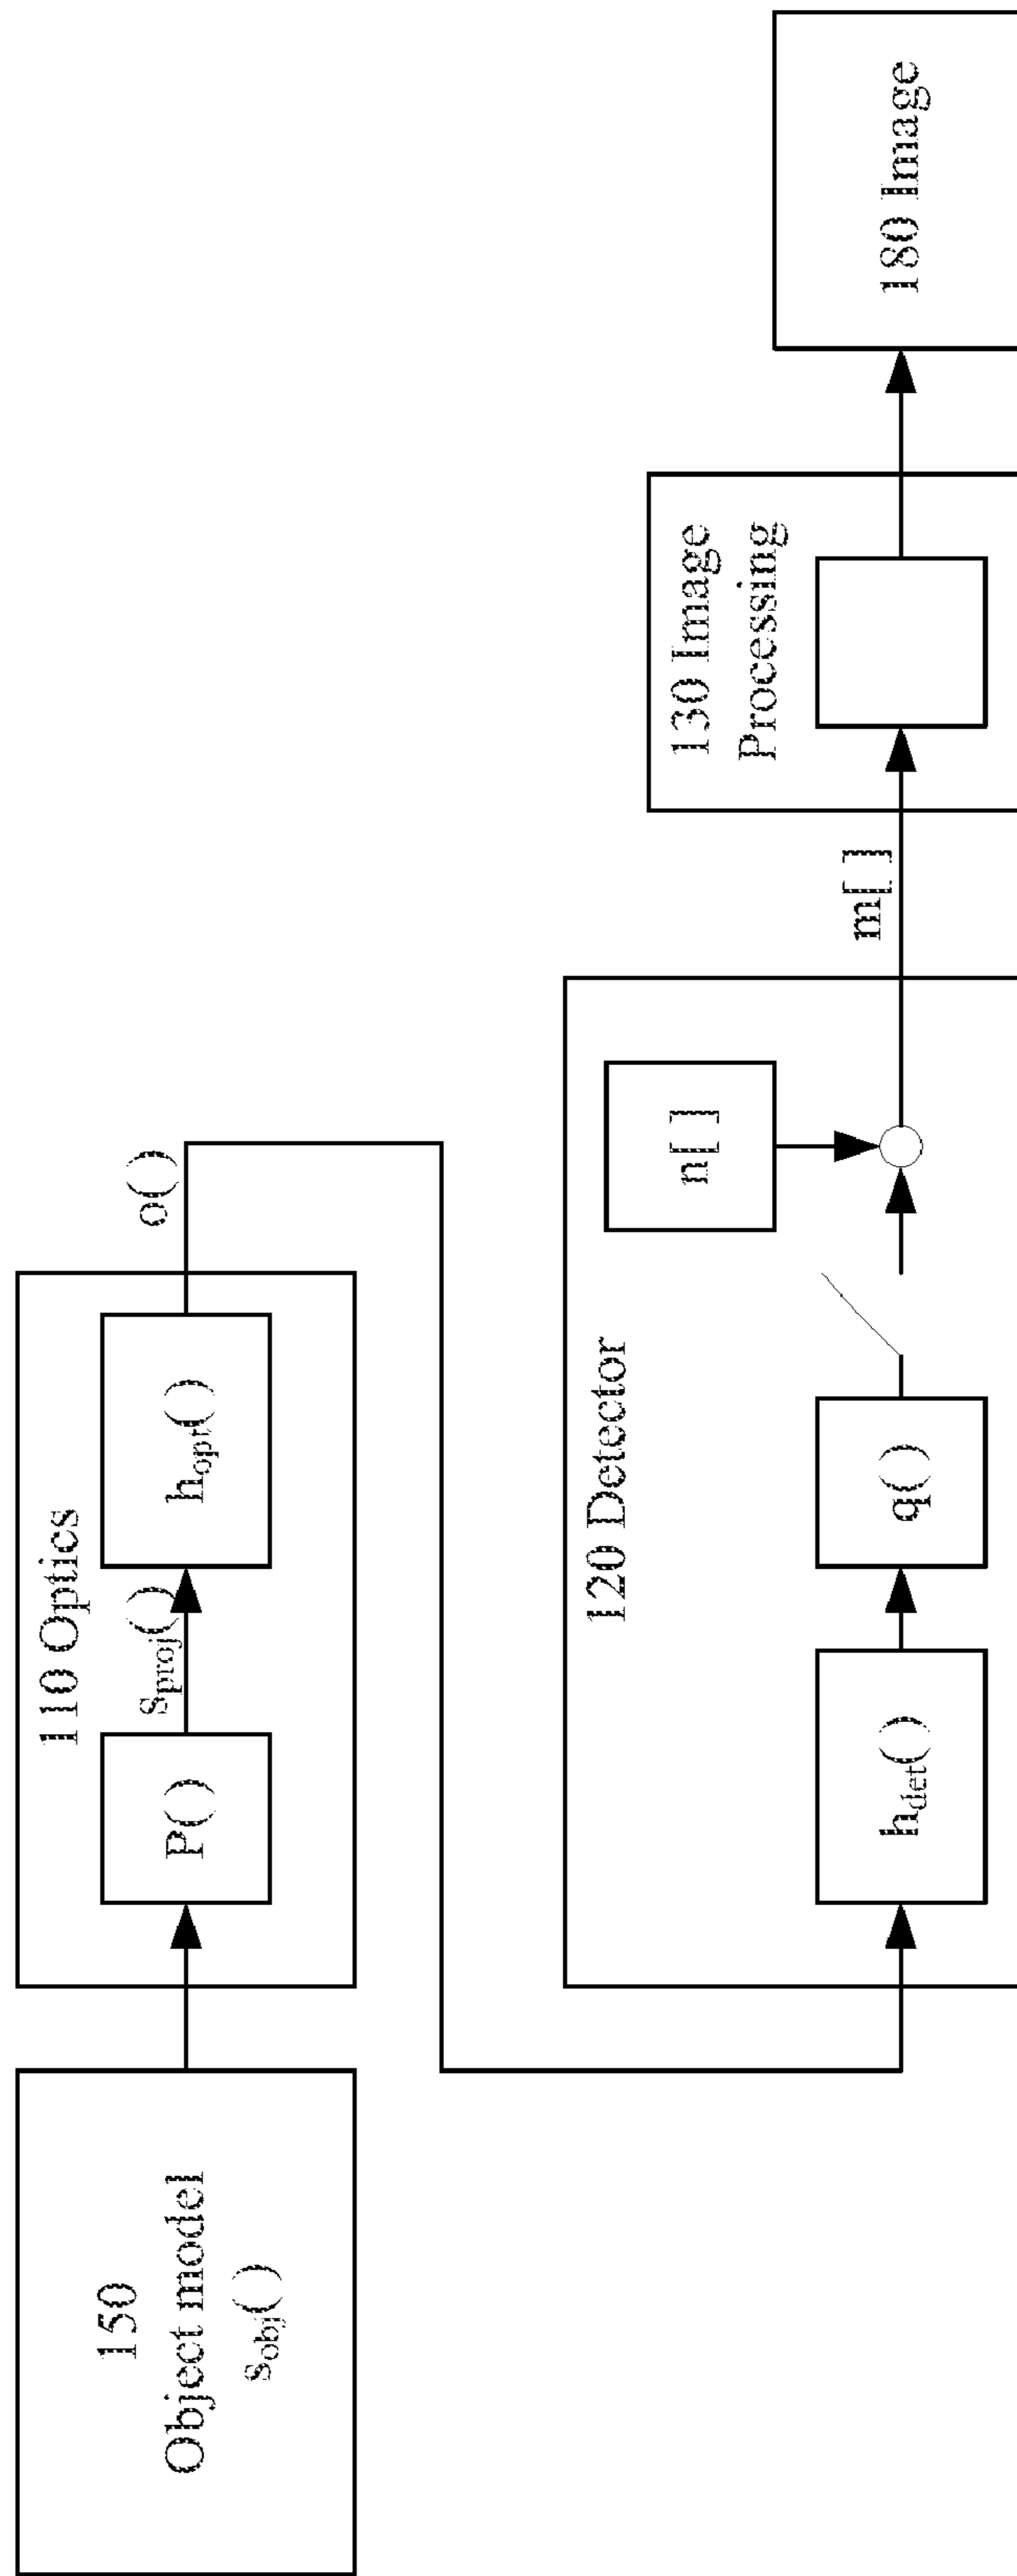 150
Object model
s_obj( )
110 Optics
P( )
s_proj( )
h_opt( )
o( )
120 Detector
h_det( )
q( )
n[ ]
m[ ]
130 Image
Processing
180 Image